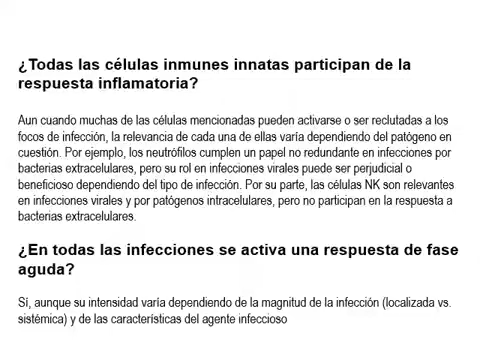 ¿Todas las células inmunes innatas participan de la
respuesta inflamatoria?
Aun cuando muchas de las células mencionadas pueden activarse o ser reclutadas a los
focos de infección, la relevancia de cada una de ellas varía dependiendo del patógeno en
cuestión. Por ejemplo, los neutrófilos cumplen un papel no redundante en infecciones por
bacterias extracelulares, pero su rol en infecciones virales puede ser perjudicial o
beneficioso dependiendo del tipo de infección. Por su parte, las células NK son relevantes
en infecciones virales y por patógenos intracelulares, pero no participan en la respuesta a
bacterias extracelulares.
¿En todas las infecciones se activa una respuesta de fase
aguda?
Sí, aunque su intensidad varía dependiendo de la magnitud de la infección (localizada vs.
sistémica) y de las características del agente infeccioso